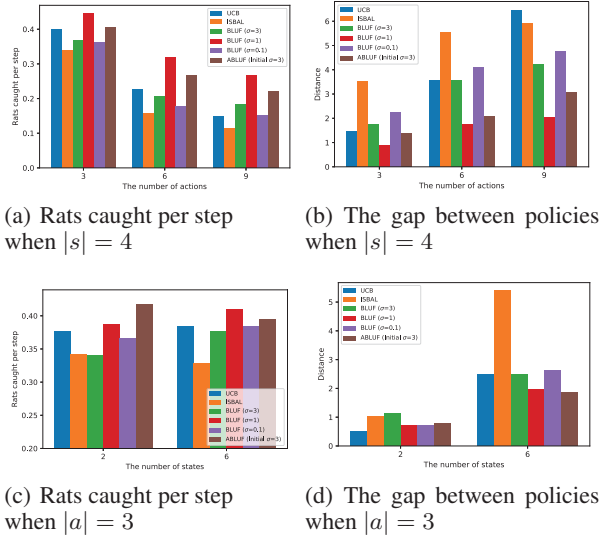 0.4
0.3
0.2
0.1
0.0
Rats caught per step
3
6
9
The number of actions
UCB
ISBAL
BLUF (σ=3)
BLUF (σ=1)
BLUF (σ=0.1)
ABLUF (Initial σ=3)
(a) Rats caught per step
when |s| = 4
6
5
4
3
2
1
0
Distance
3
6
9
The number of actions
UCB
ISBAL
BLUF (σ=3)
BLUF (σ=1)
BLUF (σ=0.1)
ABLUF (Initial σ=3)
(b) The gap between policies
when |s| = 4
0.40
0.35
0.30
0.25
0.20
Rats caught per step
2
6
The number of states
UCB
ISBAL
BLUF (σ=3)
BLUF (σ=1)
BLUF (σ=0.1)
ABLUF (Initial σ=3)
(c) Rats caught per step
when |a| = 3
5
4
3
2
1
0
Distance
2
6
The number of states
UCB
ISBAL
BLUF (σ=3)
BLUF (σ=1)
BLUF (σ=0.1)
ABLUF (Initial σ=3)
(d) The gap between policies
when |a| = 3